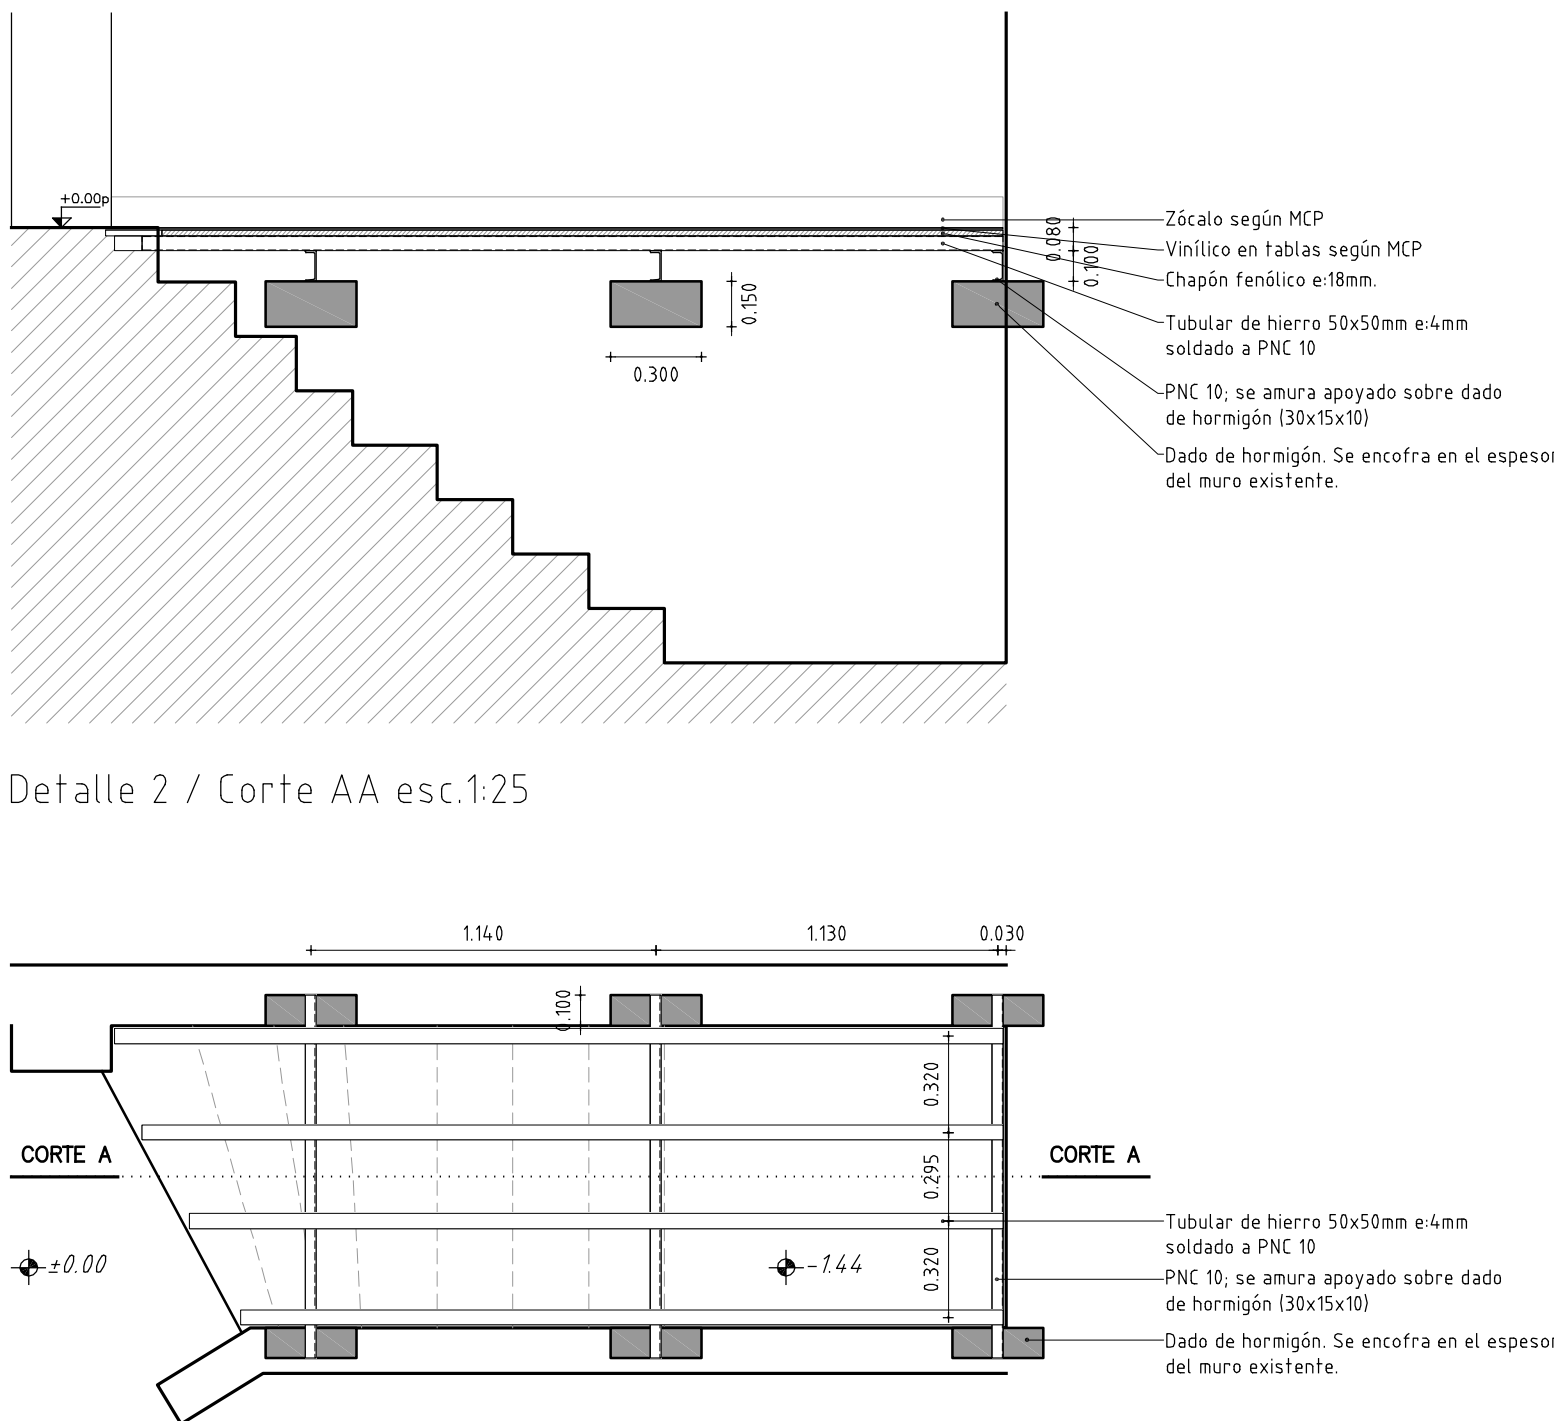 +0.00p
Zócalo según MCP
Vinílico en tablas según MCP
Chapón fenólico e:18mm.
Tubular de hierro 50x50mm e:4mm
soldado a PNC 10
PNC 10; se amura apoyado sobre dado
de hormigón (30x15x10)
Dado de hormigón. Se encofra en el espesor
del muro existente.
0.080
0.100
0.150
0.300
Detalle 2 / Corte AA esc.1:25
1.140
1.130
0.030
0.100
0.320
CORTE A
CORTE A
0.295
±0.00
-1.44
0.320
Tubular de hierro 50x50mm e:4mm
soldado a PNC 10
PNC 10; se amura apoyado sobre dado
de hormigón (30x15x10)
Dado de hormigón. Se encofra en el espesor
del muro existente.